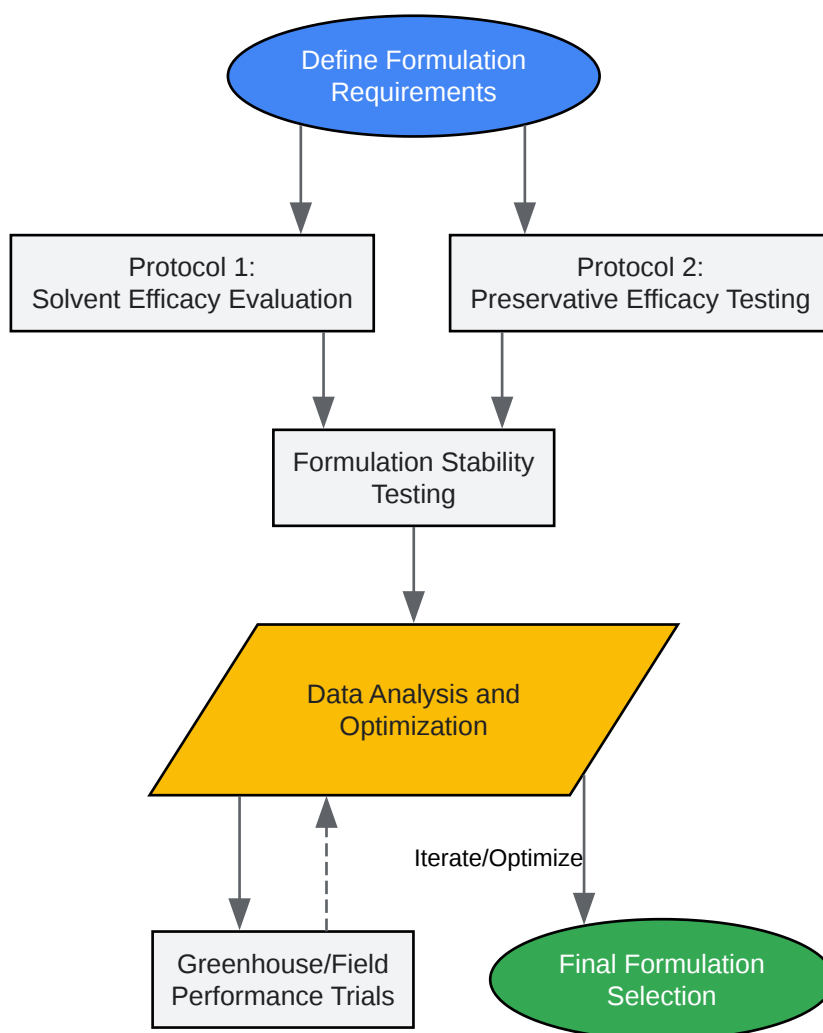 Define Formulation
Requirements
Protocol 1:
Solvent Efficacy Evaluation
Protocol 2:
Preservative Efficacy Testing
Formulation Stability
Testing
Data Analysis and
Optimization
Iterate/Optimize
Greenhouse/Field
Performance Trials
Final Formulation
Selection